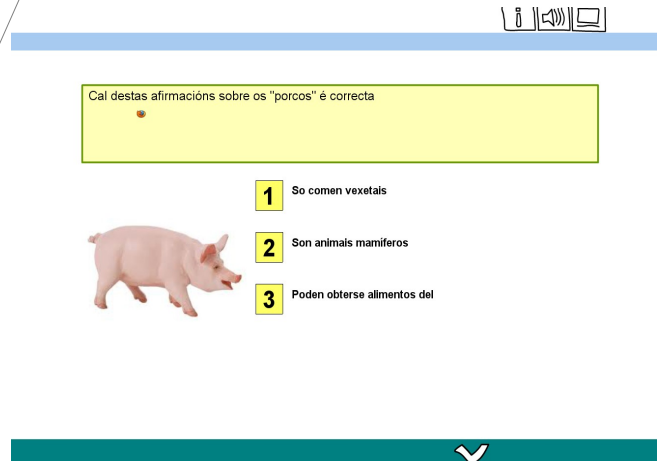 Cal destas afirmacións sobre os "porcos" é correcta
1 So comen vexetais
2 Son animais mamiferos
3 Poden obterse alimentos del